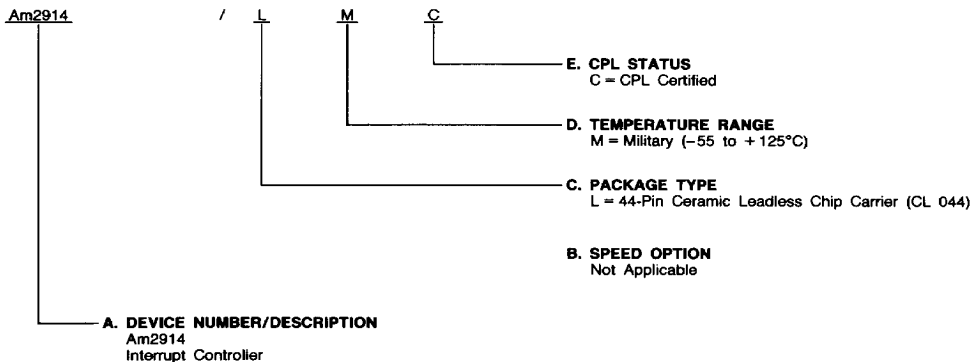 Am2914 / L M C
E. CPL STATUS
C = CPL Certified
D. TEMPERATURE RANGE
M = Military (–55 to +125°C)
C. PACKAGE TYPE
L = 44-Pin Ceramic Leadless Chip Carrier (CL 044)
B. SPEED OPTION
Not Applicable
A. DEVICE NUMBER/DESCRIPTION
Am2914
Interrupt Controller